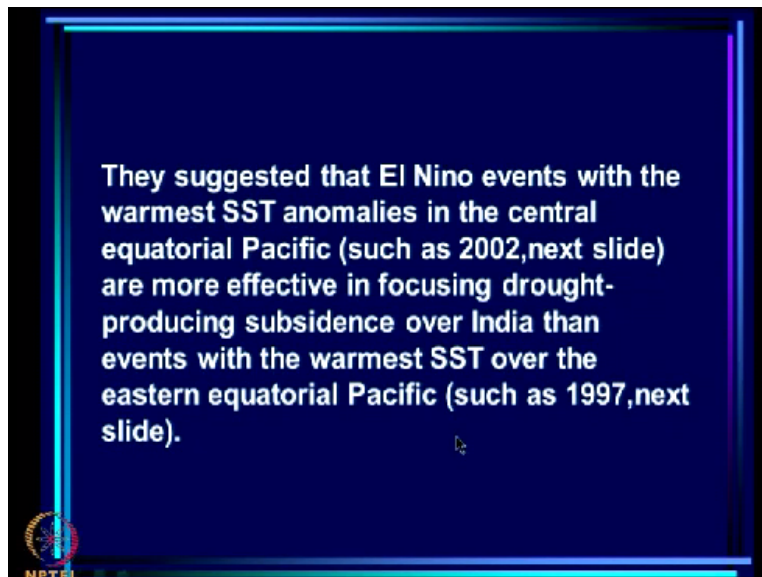 They suggested that El Nino events with the
warmest SST anomalies in the central
equatorial Pacific (such as 2002,next slide)
are more effective in focusing drought-
producing subsidence over India than
events with the warmest SST over the
eastern equatorial Pacific (such as 1997,next
slide).
NPTEL